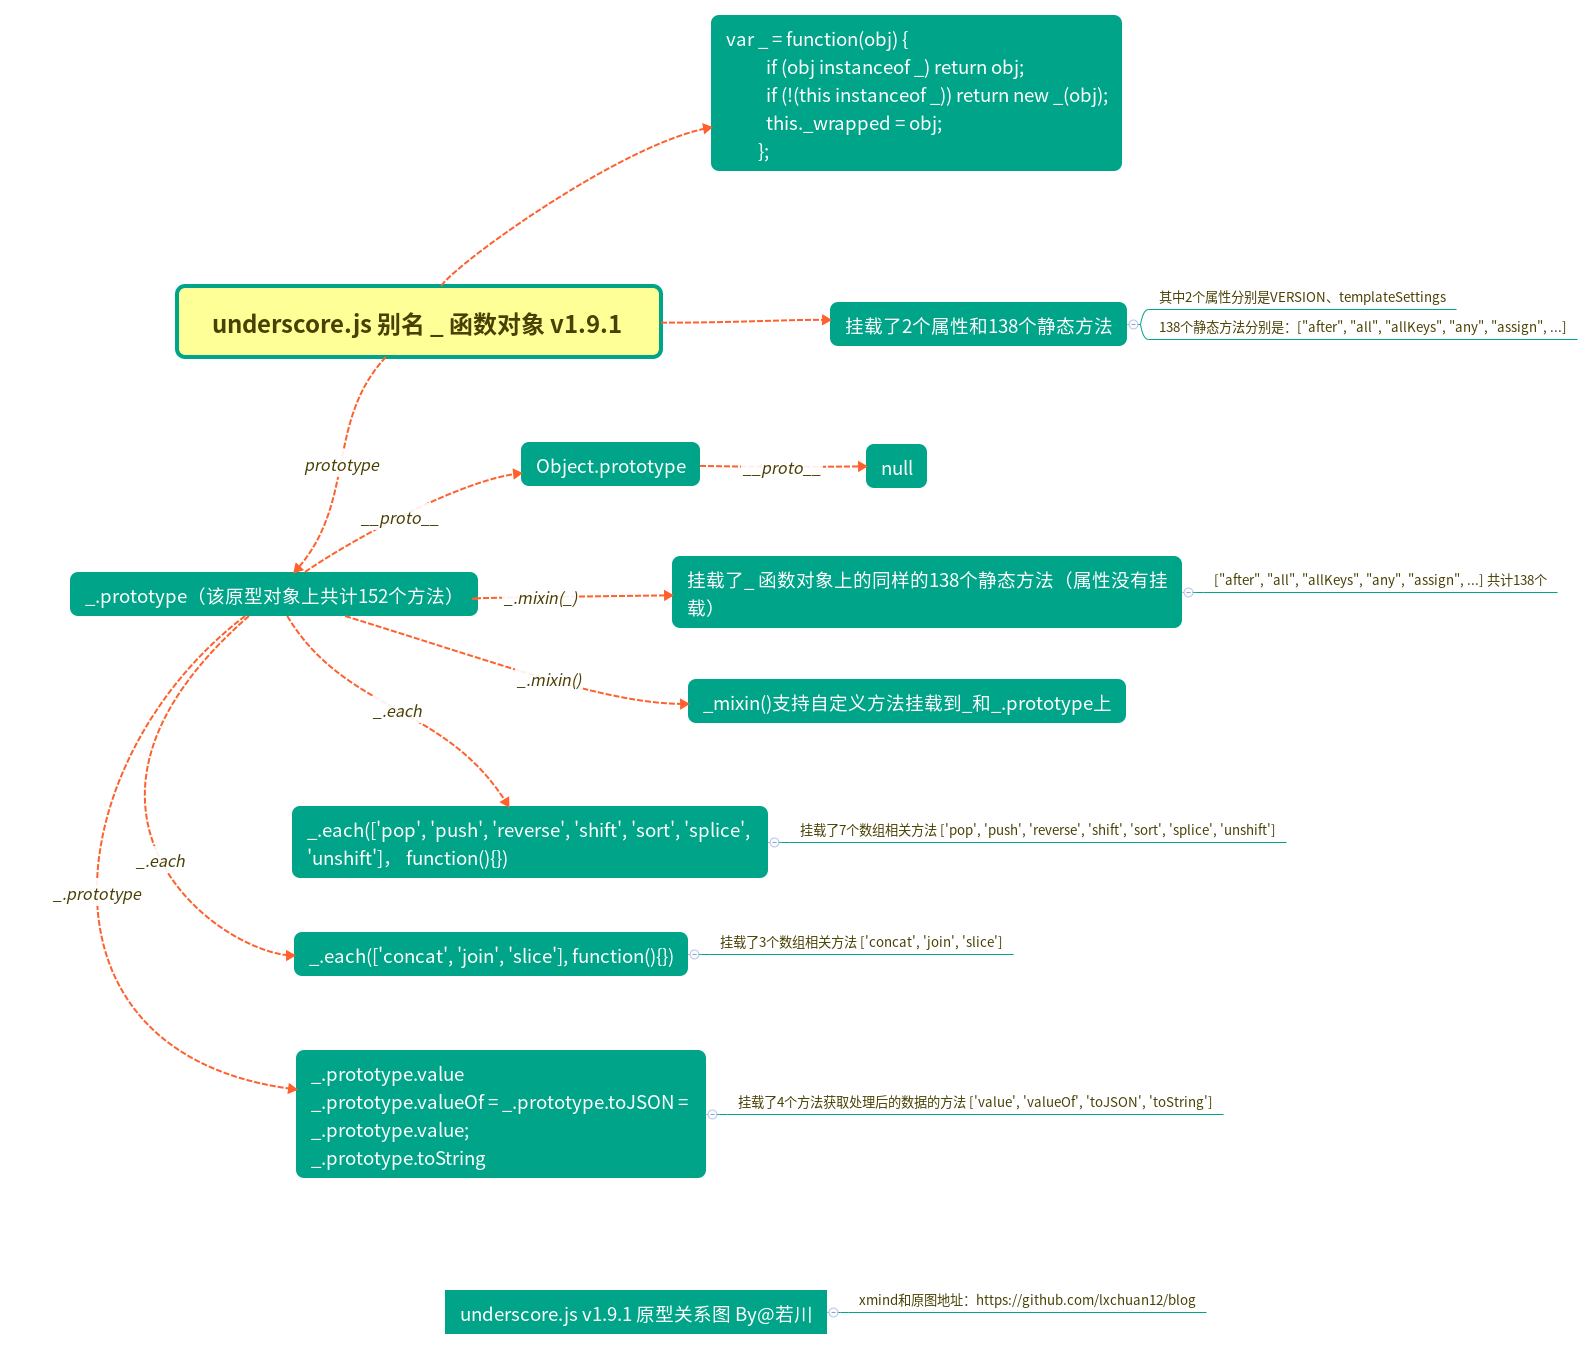 var _ = function(obj) {
if (obj instanceof _) return obj;
if (!(this instanceof _)) return new _(obj);
this._wrapped = obj;
};
underscore.js 别名 _ 函数对象 v1.9.1
挂载了2个属性和138个静态方法
其中2个属性分别是VERSION、templateSettings
138个静态方法分别是：["after", "all", "allKeys", "any", "assign", ...]
prototype
Object.prototype
__proto__
null
__proto__
_.prototype（该原型对象上共计152个方法）
_.mixin(_)
挂载了_ 函数对象上的同样的138个静态方法（属性没有挂
载）
["after", "all", "allKeys", "any", "assign", ...] 共计138个
_.mixin()
_mixin()支持自定义方法挂载到_和_.prototype上
_.each
_.each(['pop', 'push', 'reverse', 'shift', 'sort', 'splice',
'unshift']， function(){})
挂载了7个数组相关方法 ['pop', 'push', 'reverse', 'shift', 'sort', 'splice', 'unshift']
_.each
_.prototype
_.each(['concat', 'join', 'slice'], function(){})
挂载了3个数组相关方法 ['concat', 'join', 'slice']
_.prototype.value
_.prototype.valueOf = _.prototype.toJSON =
_.prototype.value;
_.prototype.toString
挂载了4个方法获取处理后的数据的方法 ['value', 'valueOf', 'toJSON', 'toString']
underscore.js v1.9.1 原型关系图 By@若川
xmind和原图地址：https://github.com/lxchuan12/blog